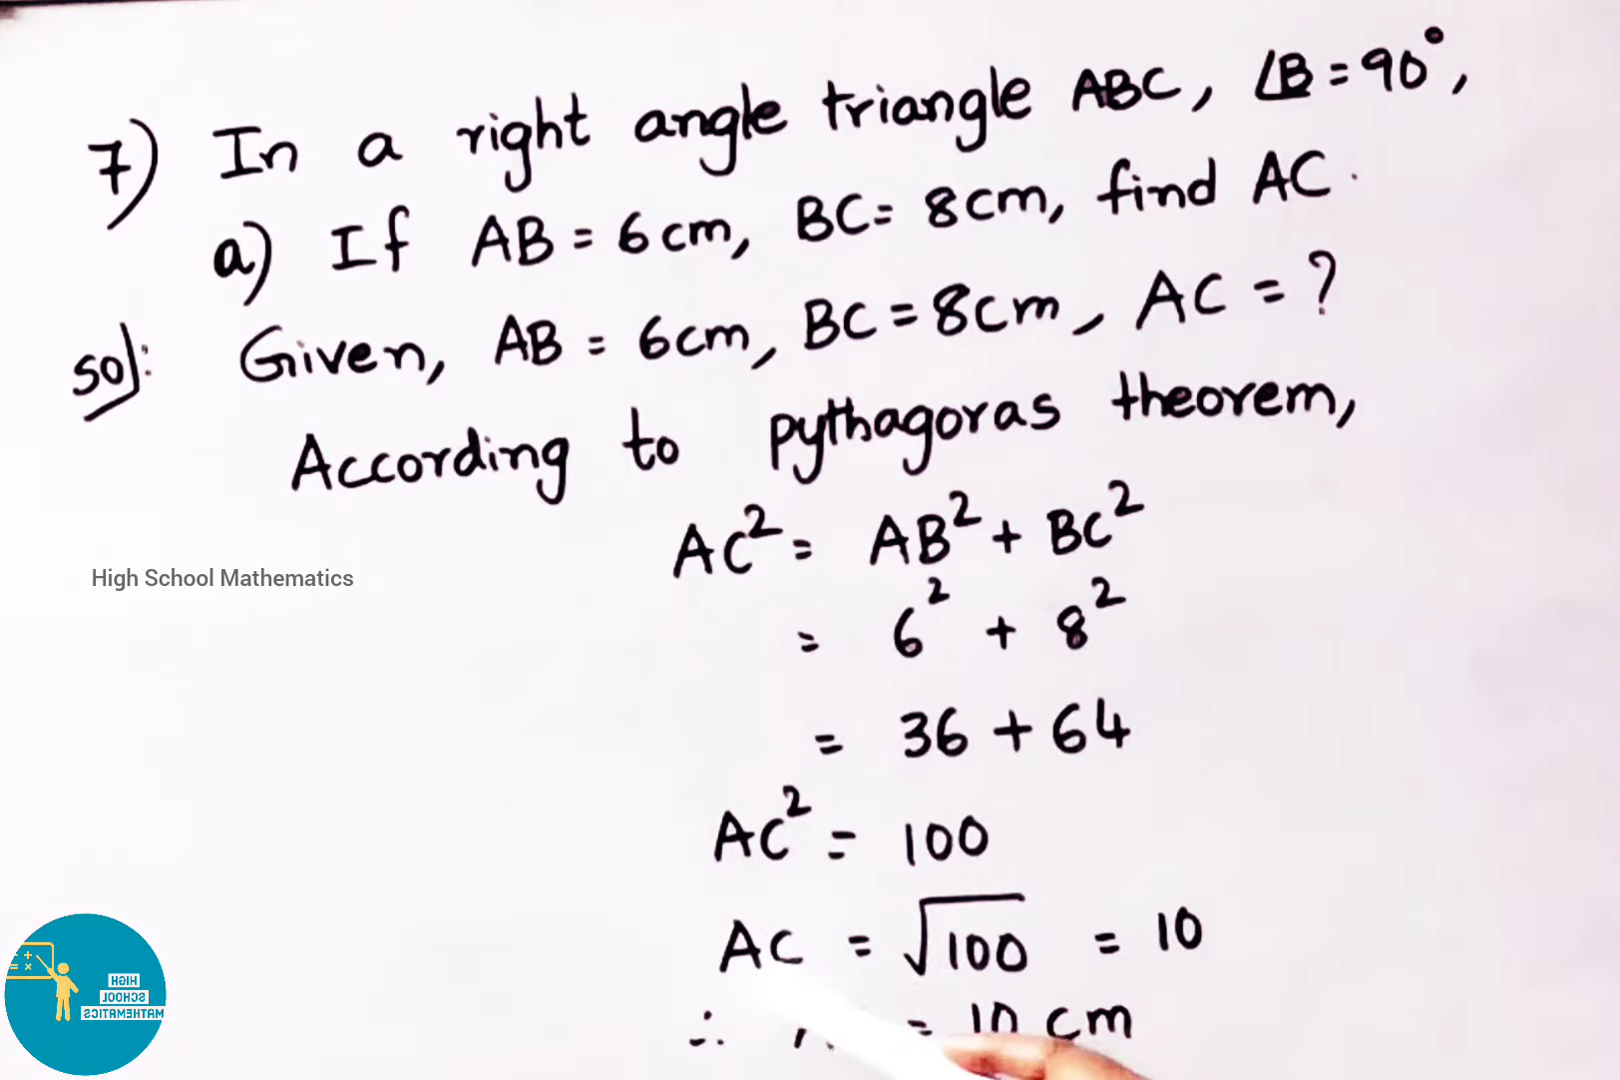 7) In a right angle triangle ABC, ∠B = 90°,
a) If AB = 6cm, BC = 8cm, find AC.
Sol: Given, AB = 6cm, BC = 8cm, AC = ?
According to pythagoras theorem,
AC² = AB² + BC²
= 6² + 8²
High School Mathematics
= 36 + 64
AC² = 100
AC = √100 = 10
∴ = 10 cm
HIGH
SCHOOL
MATHEMATICS